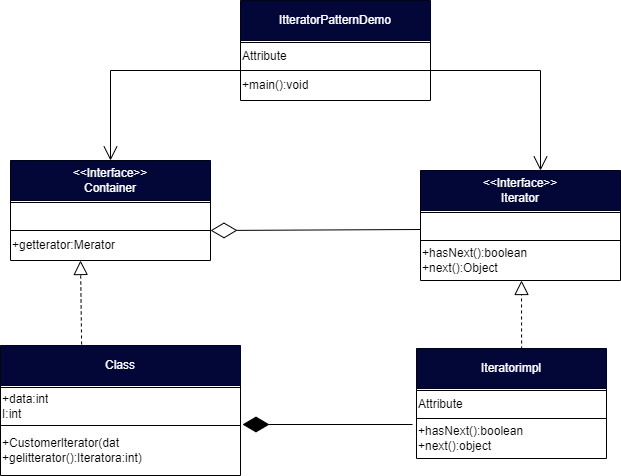 ItteratorPatternDemo
Attribute
+main():void
<<Interface>>
Container
+getterator:Merator
<<Interface>>
Iterator
+hasNext():boolean
+next():Object
Class
+data:int
I:int
+CustomerIterator(dat
+gelitterator():Iteratora:int)
Iteratorimpl
Attribute
+hasNext():boolean
+next():object